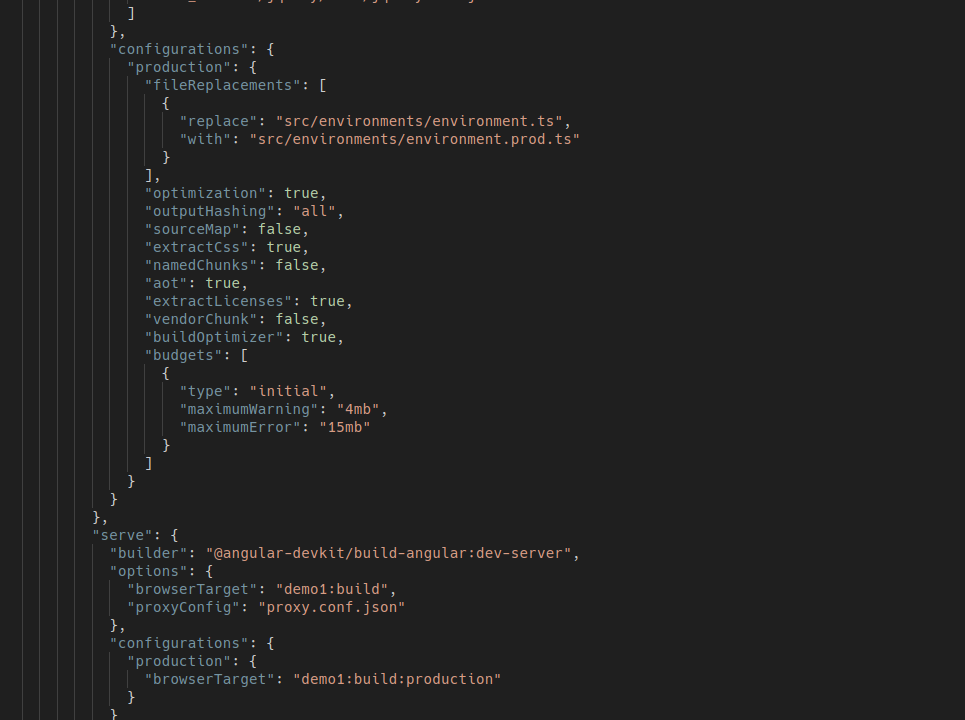 ]
},
"configurations": {
"production": {
"fileReplacements": [
{
"replace": "src/environments/environment.ts",
"with": "src/environments/environment.prod.ts"
}
],
"optimization": true,
"outputHashing": "all",
"sourceMap": false,
"extractCss": true,
"namedChunks": false,
"aot": true,
"extractLicenses": true,
"vendorChunk": false,
"buildOptimizer": true,
"budgets": [
{
"type": "initial",
"maximumWarning": "4mb",
"maximumError": "15mb"
}
]
}
}
},
"serve": {
"builder": "@angular-devkit/build-angular:dev-server",
"options": {
"browserTarget": "demo1:build",
"proxyConfig": "proxy.conf.json"
},
"configurations": {
"production": {
"browserTarget": "demo1:build:production"
}
}